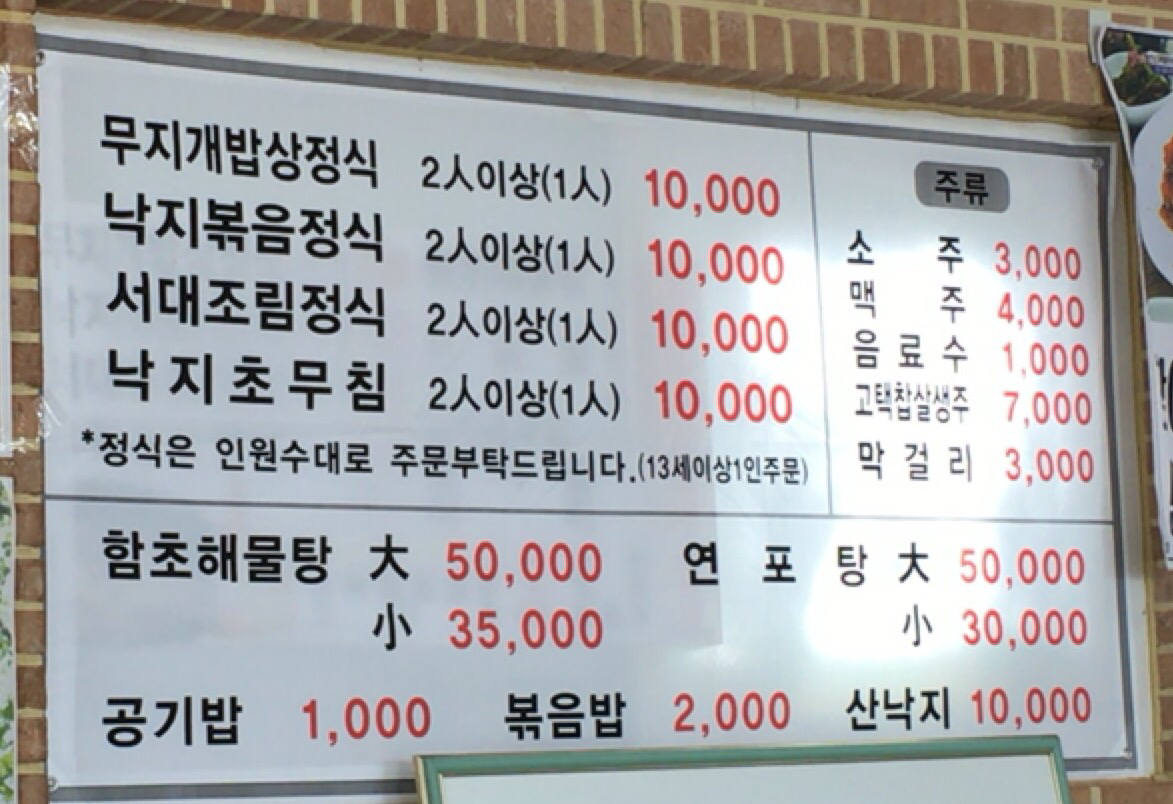 무지개밥상정식 2人이상(1人) 10,000
낙지볶음정식 2人이상(1人) 10,000
서대조림정식 2人이상(1人) 10,000
낙지초무침 2人이상(1人) 10,000
*정식은 인원수대로 주문부탁드립니다.(13세이상1인주문)
주류
소 주 3,000
맥 주 4,000
음료수 1,000
고택찹쌀생주 7,000
막걸리 3,000
함초해물탕 大 50,000 연포탕 大 50,000
小 35,000 小 30,000
공기밥 1,000 볶음밥 2,000 산낙지 10,000